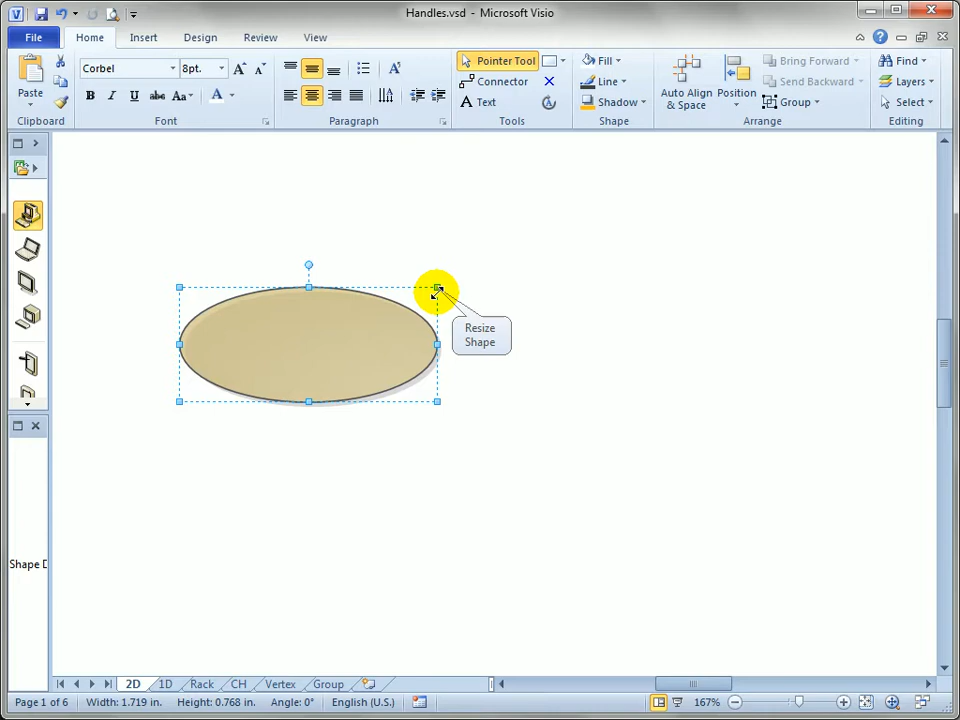 Handles.vsd - Microsoft Visio
File Home Insert Design Review View
Paste
Clipboard
Corbel 8pt.
B I U abc Aa A
Font
Paragraph
Pointer Tool
Connector
A Text
Tools
Fill
Line
Shadow
Shape
Auto Align & Space
Position
Bring Forward
Send Backward
Group
Arrange
Find
Layers
Select
Editing
Resize
Shape
Shape D
2D 1D Rack CH Vertex Group
Page 1 of 6 Width: 1.719 in. Height: 0.768 in. Angle: 0° English (U.S.) 167%